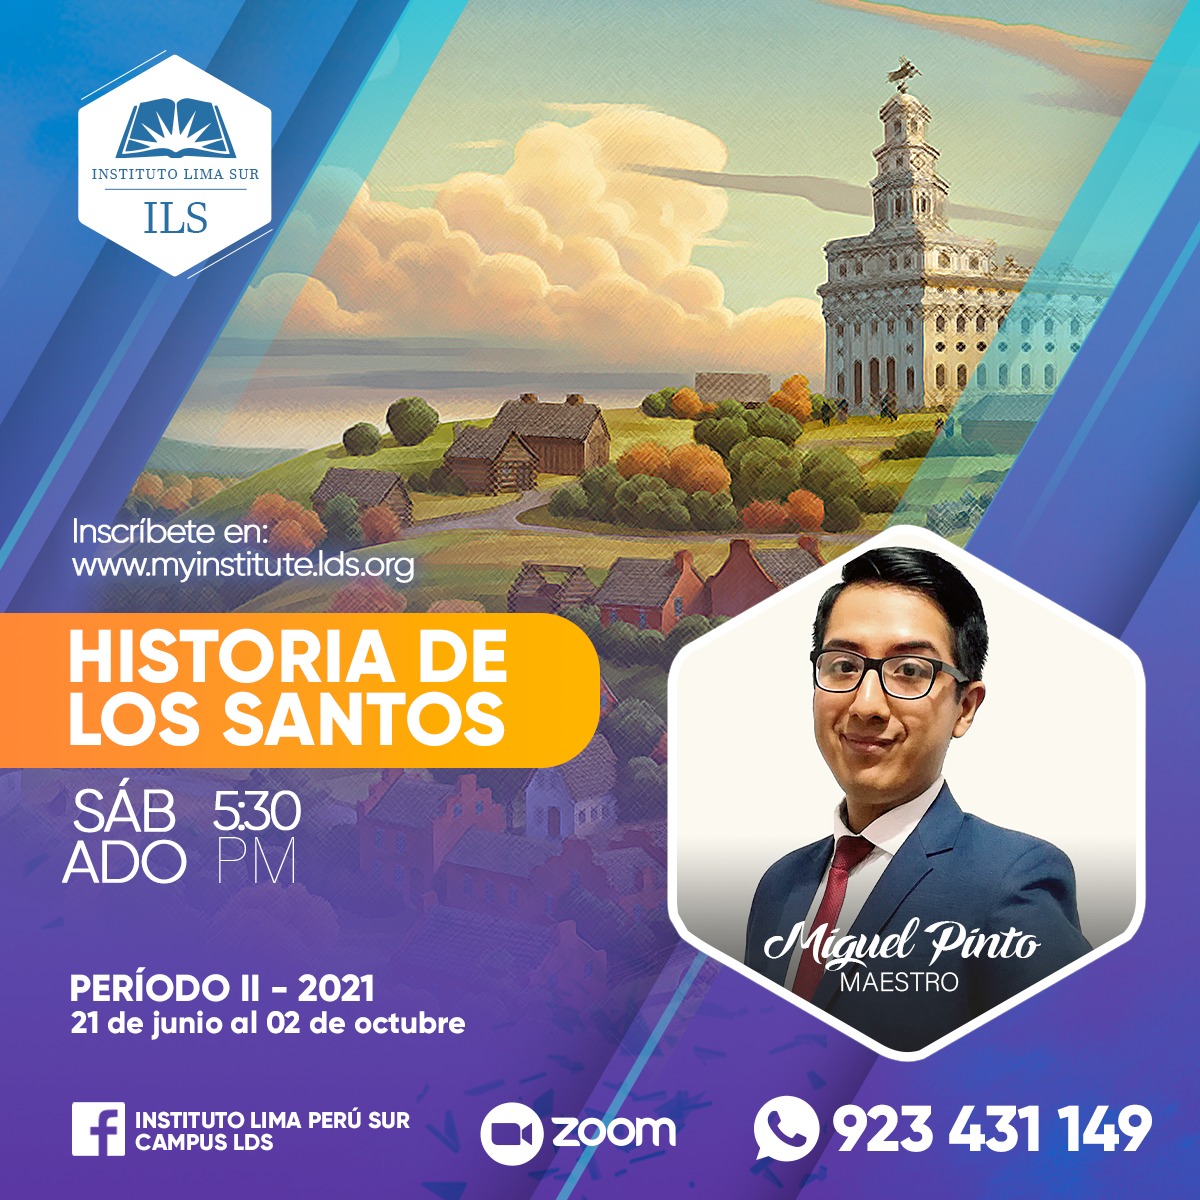 INSTITUTO LIMA SUR
ILS
Inscríbete en:
www.myinstitute.lds.org
HISTORIA DE
LOS SANTOS
SÁB
ADO
5:30
PM
Miguel Pinto
MAESTRO
PERÍODO II - 2021
21 de junio al 02 de octubre
INSTITUTO LIMA PERÚ SUR
CAMPUS LDS
zoom
923 431 149